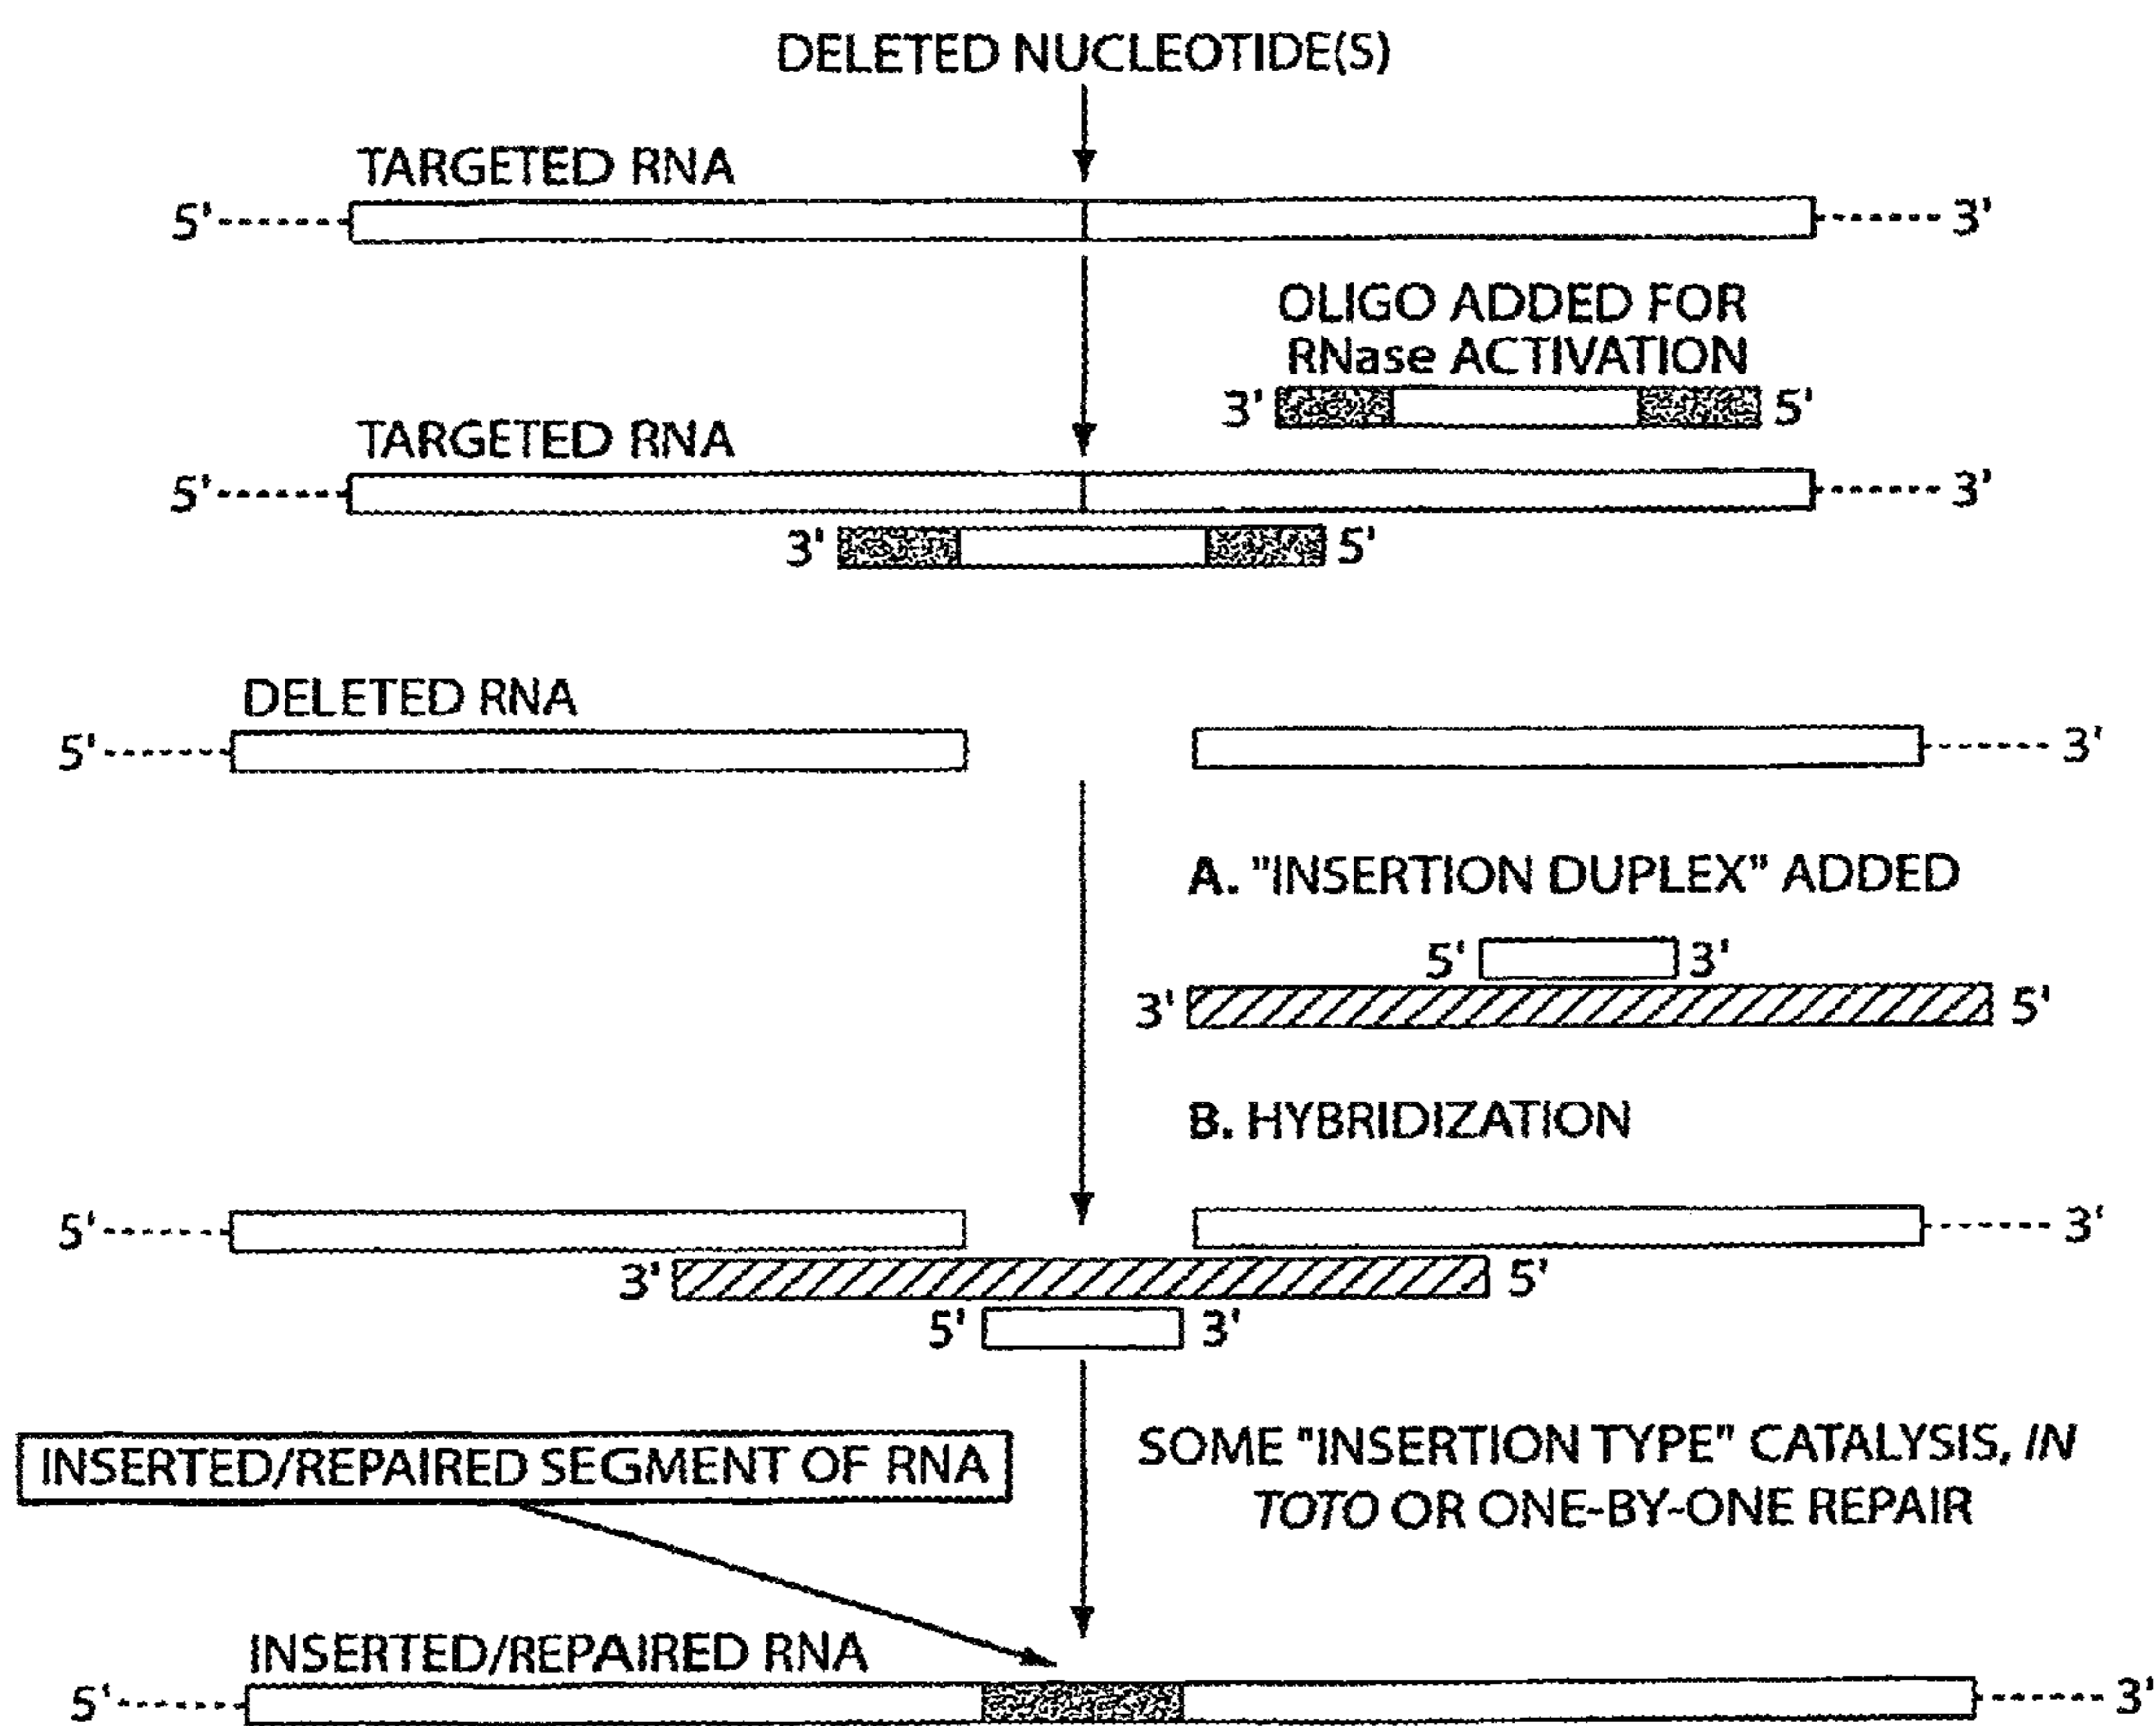 DELETED NUCLEOTIDE(S)
TARGETED RNA
5' 3'
OLIGO ADDED FOR
RNase ACTIVATION
3' 5'
TARGETED RNA
5' 3'
3' 5'
DELETED RNA
5' 3'
A. "INSERTION DUPLEX" ADDED
5' 3'
3' 5'
B. HYBRIDIZATION
5' 3'
3' 5'
5' 3'
INSERTED/REPAIRED SEGMENT OF RNA
SOME "INSERTION TYPE" CATALYSIS, IN
TOTO OR ONE-BY-ONE REPAIR
INSERTED/REPAIRED RNA
5' 3'